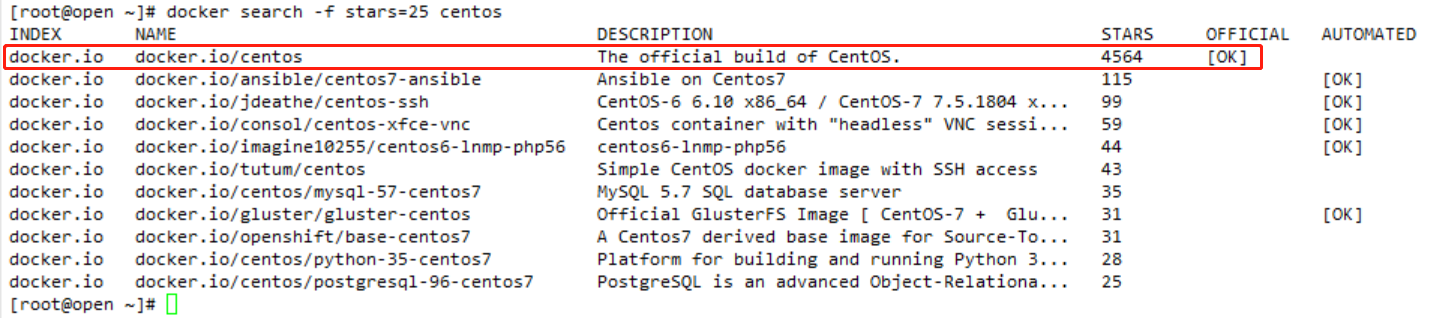 [root@open ~]# docker search -f stars=25 centos
INDEX NAME DESCRIPTION STARS OFFICIAL AUTOMATED
docker.io docker.io/centos The official build of CentOS. 4564 [OK]
docker.io docker.io/ansible/centos7-ansible Ansible on Centos7 115 [OK]
docker.io docker.io/jdeathe/centos-ssh CentOS-6 6.10 x86_64 / CentOS-7 7.5.1804 x... 99 [OK]
docker.io docker.io/consol/centos-xfce-vnc Centos container with "headless" VNC sessi... 59 [OK]
docker.io docker.io/imagine10255/centos6-lnmp-php56 centos6-lnmp-php56 44 [OK]
docker.io docker.io/tutum/centos Simple CentOS docker image with SSH access 43
docker.io docker.io/centos/mysql-57-centos7 MySQL 5.7 SQL database server 35
docker.io docker.io/gluster/gluster-centos Official GlusterFS Image [ CentOS-7 + Glu... 31 [OK]
docker.io docker.io/openshift/base-centos7 A Centos7 derived base image for Source-To... 31
docker.io docker.io/centos/python-35-centos7 Platform for building and running Python 3... 28
docker.io docker.io/centos/postgresql-96-centos7 PostgreSQL is an advanced Object-Relationa... 25
[root@open ~]#